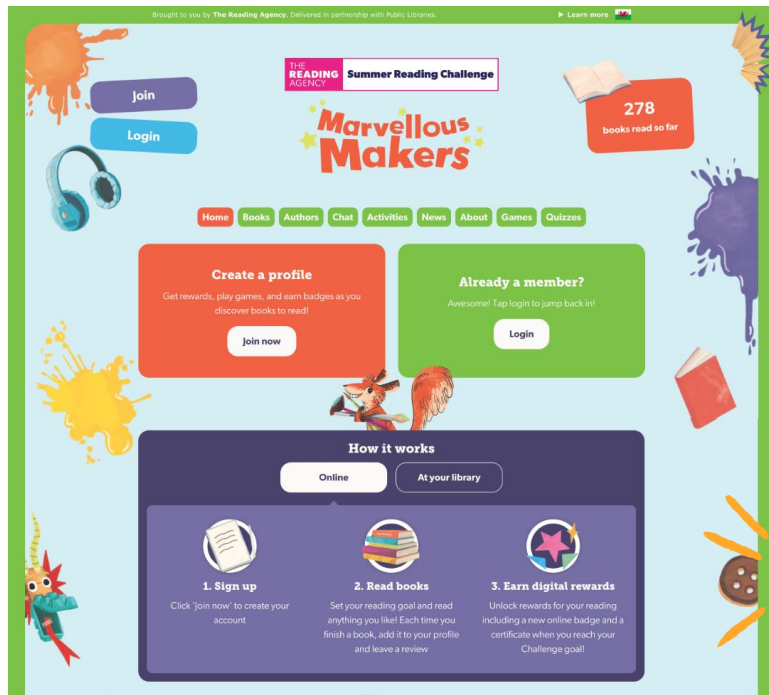 Brought to you by The Reading Agency. Delivered in partnership with Public Libraries.
Learn more
Join
Login
THE
READING
AGENCY
Summer Reading Challenge
Marvellous
Makers
278
books read so far
Home Books Authors Chat Activities News About Games Quizzes
Create a profile
Get rewards, play games, and earn badges as you
discover books to read!
Join now
Already a member?
Awesome! Tap login to jump back in!
Login
How it works
Online
At your library
1. Sign up
Click 'Join now' to create your
account
2. Read books
Set your reading goal and read
anything you like! Each time you
finish a book, add it to your profile
and leave a review
3. Earn digital rewards
Unlock rewards for your reading
including a new online badge and a
certificate when you reach your
Challenge goal!